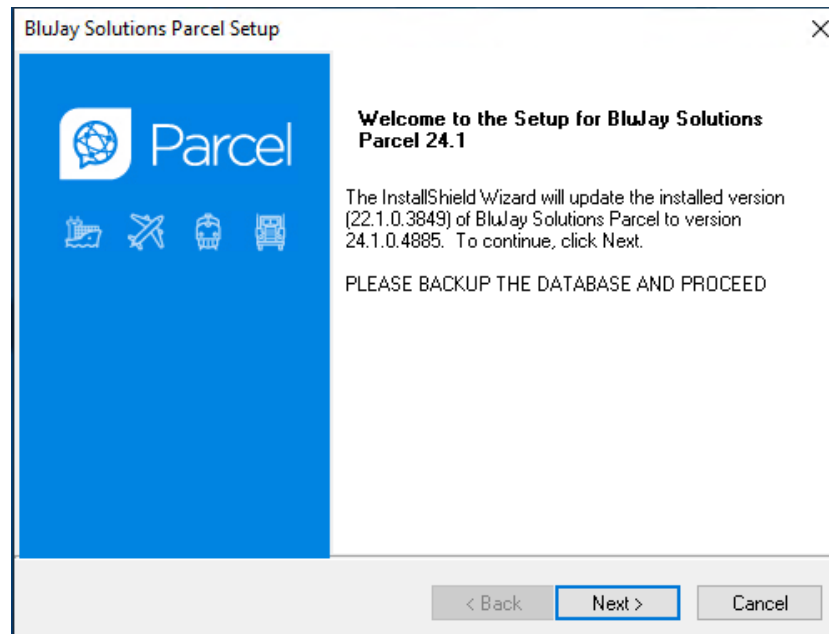 BluJay Solutions Parcel Setup
Parcel
Welcome to the Setup for BluJay Solutions
Parcel 24.1
The InstallShield Wizard will update the installed version
(22.1.0.3849) of BluJay Solutions Parcel to version
24.1.0.4885.  To continue, click Next.
PLEASE BACKUP THE DATABASE AND PROCEED
< Back
Next >
Cancel